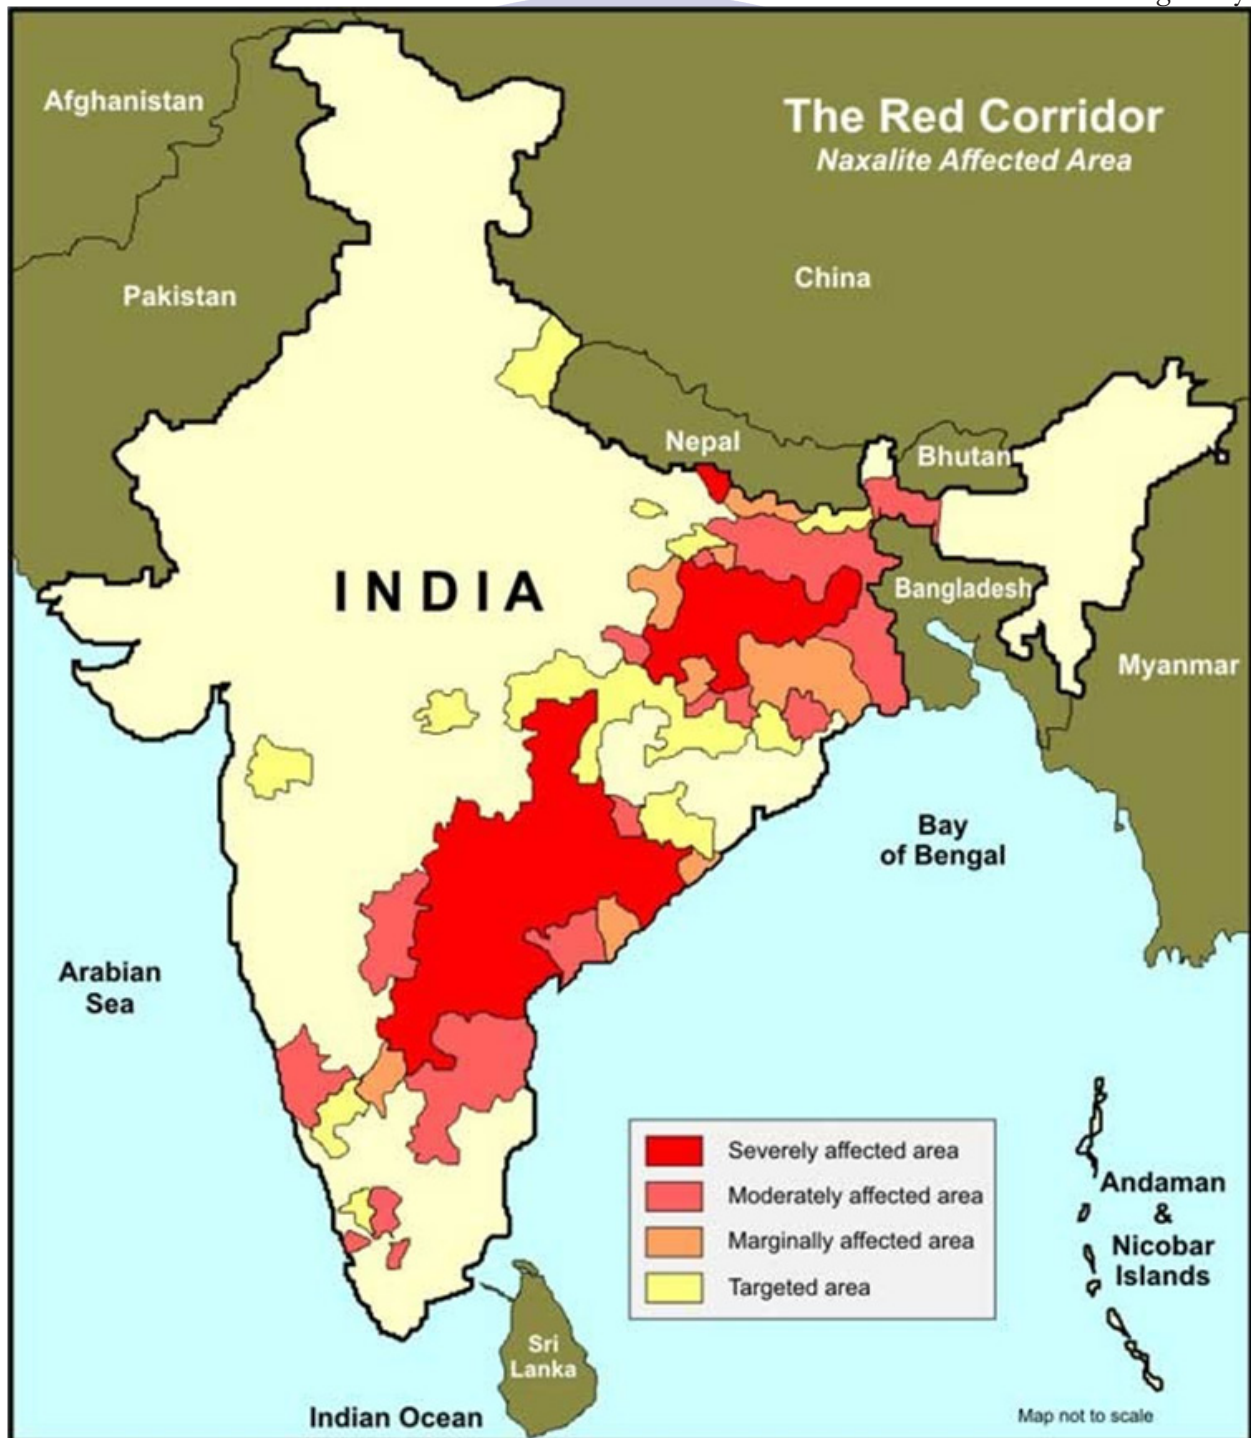 The Red Corridor
Naxalite Affected Area
Afghanistan
China
Pakistan
Nepal
Bhutan
INDIA
Bangladesh
Myanmar
Bay
of Bengal
Arabian
Sea
Severely affected area
Moderately affected area
Marginally affected area
Targeted area
Andaman
&
Nicobar
Islands
Sri
Lanka
Indian Ocean
Map not to scale